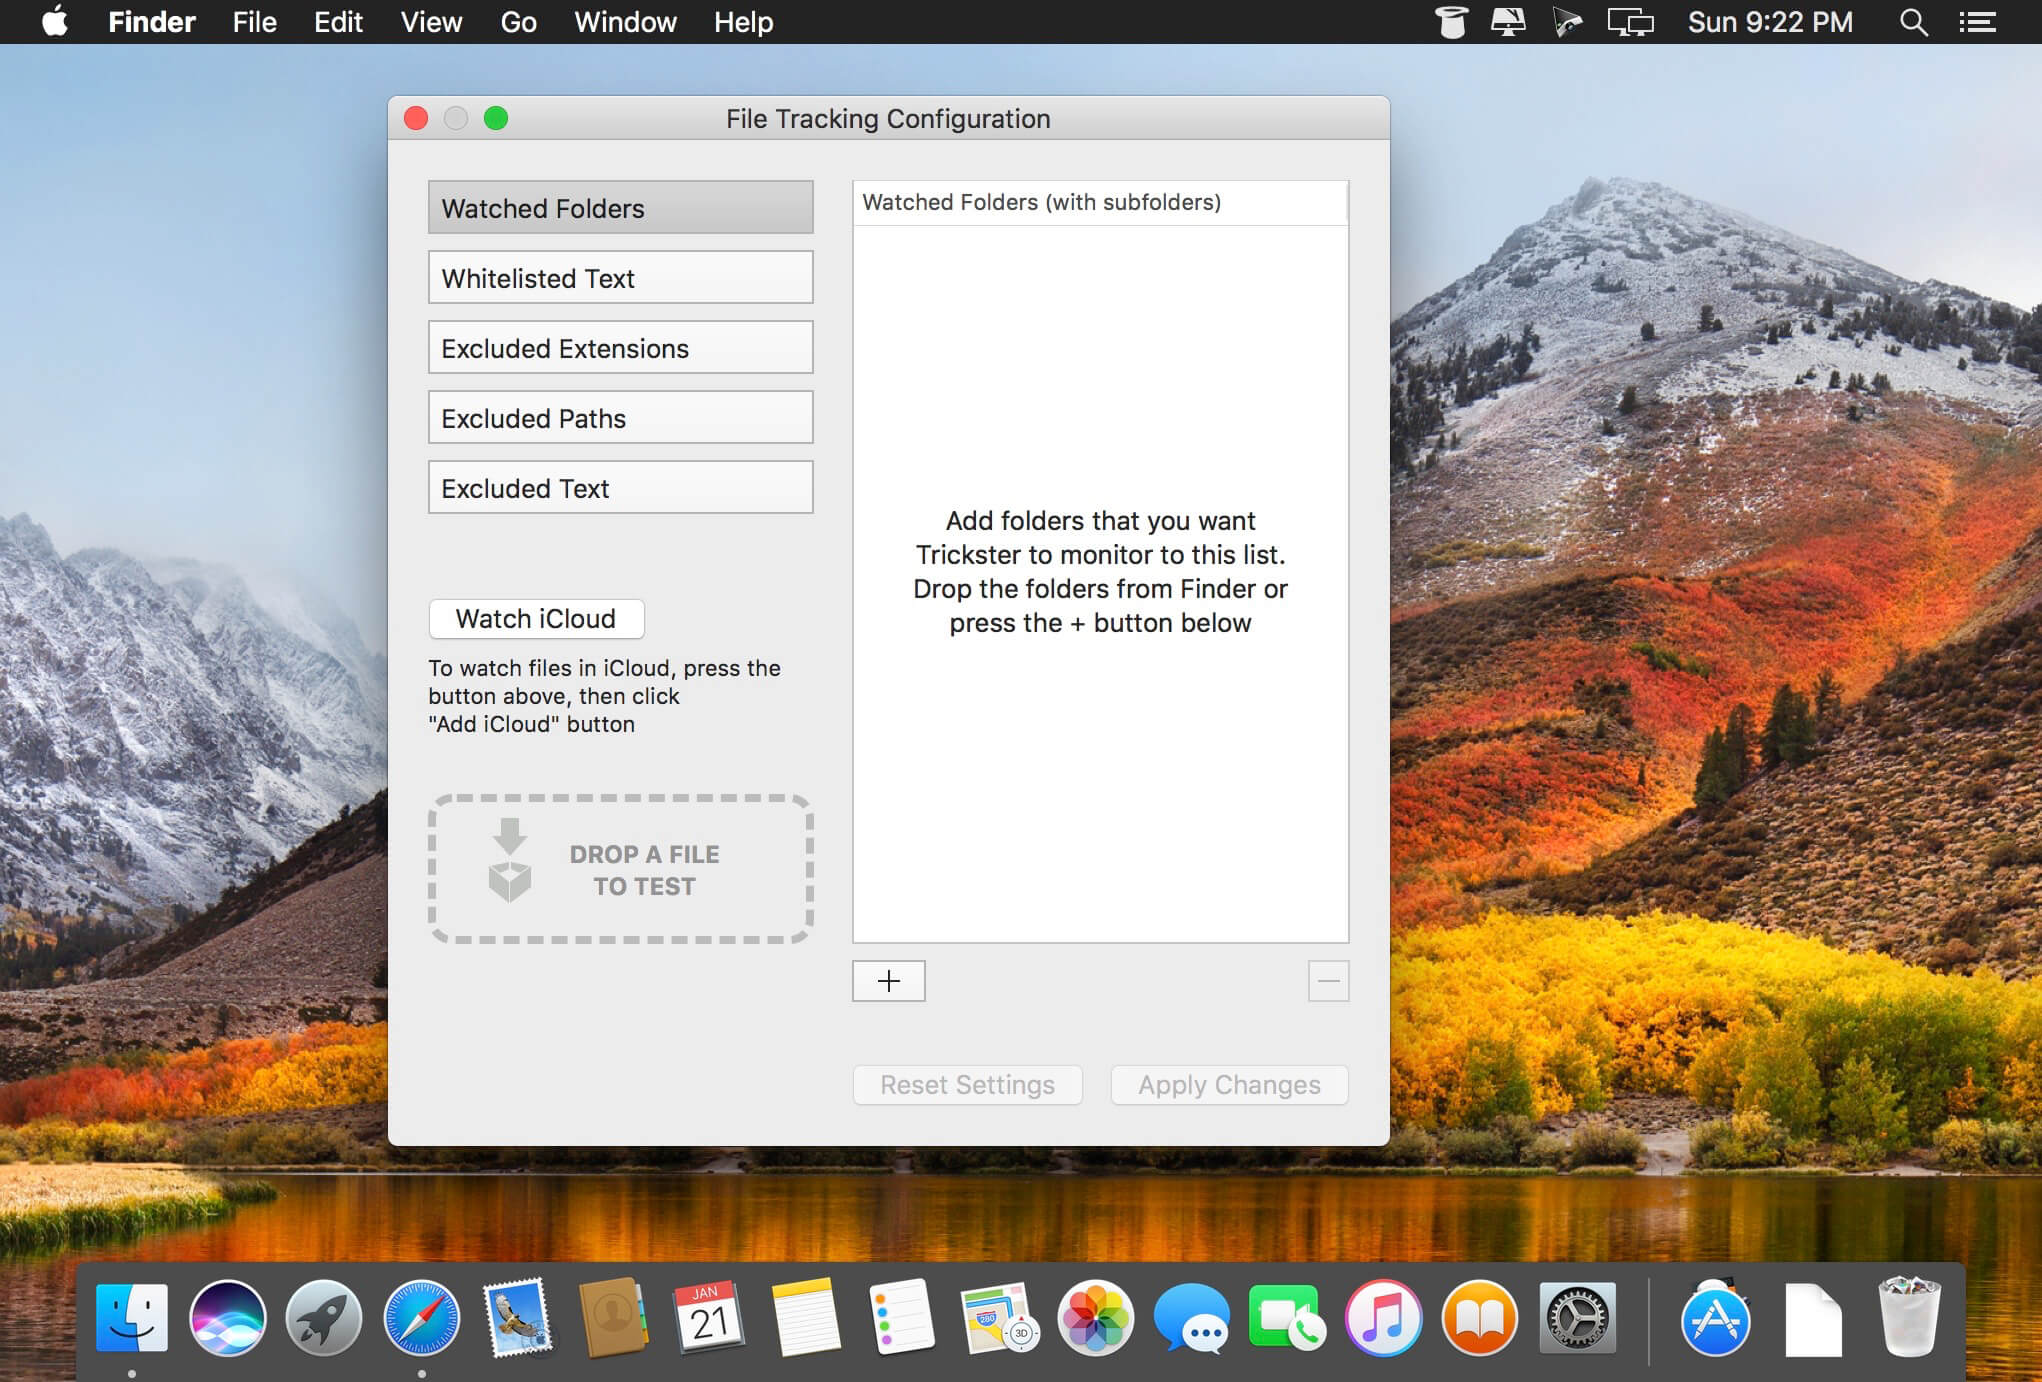 Finder File Edit View Go Window Help Sun 9:22 PM
File Tracking Configuration
Watched Folders
Whitelisted Text
Excluded Extensions
Excluded Paths
Excluded Text
Watch iCloud
To watch files in iCloud, press the
button above, then click
"Add iCloud" button
DROP A FILE
TO TEST
Watched Folders (with subfolders)
Add folders that you want
Trickster to monitor to this list.
Drop the folders from Finder or
press the + button below
+
—
Reset Settings
Apply Changes
JAN
21
280
3D